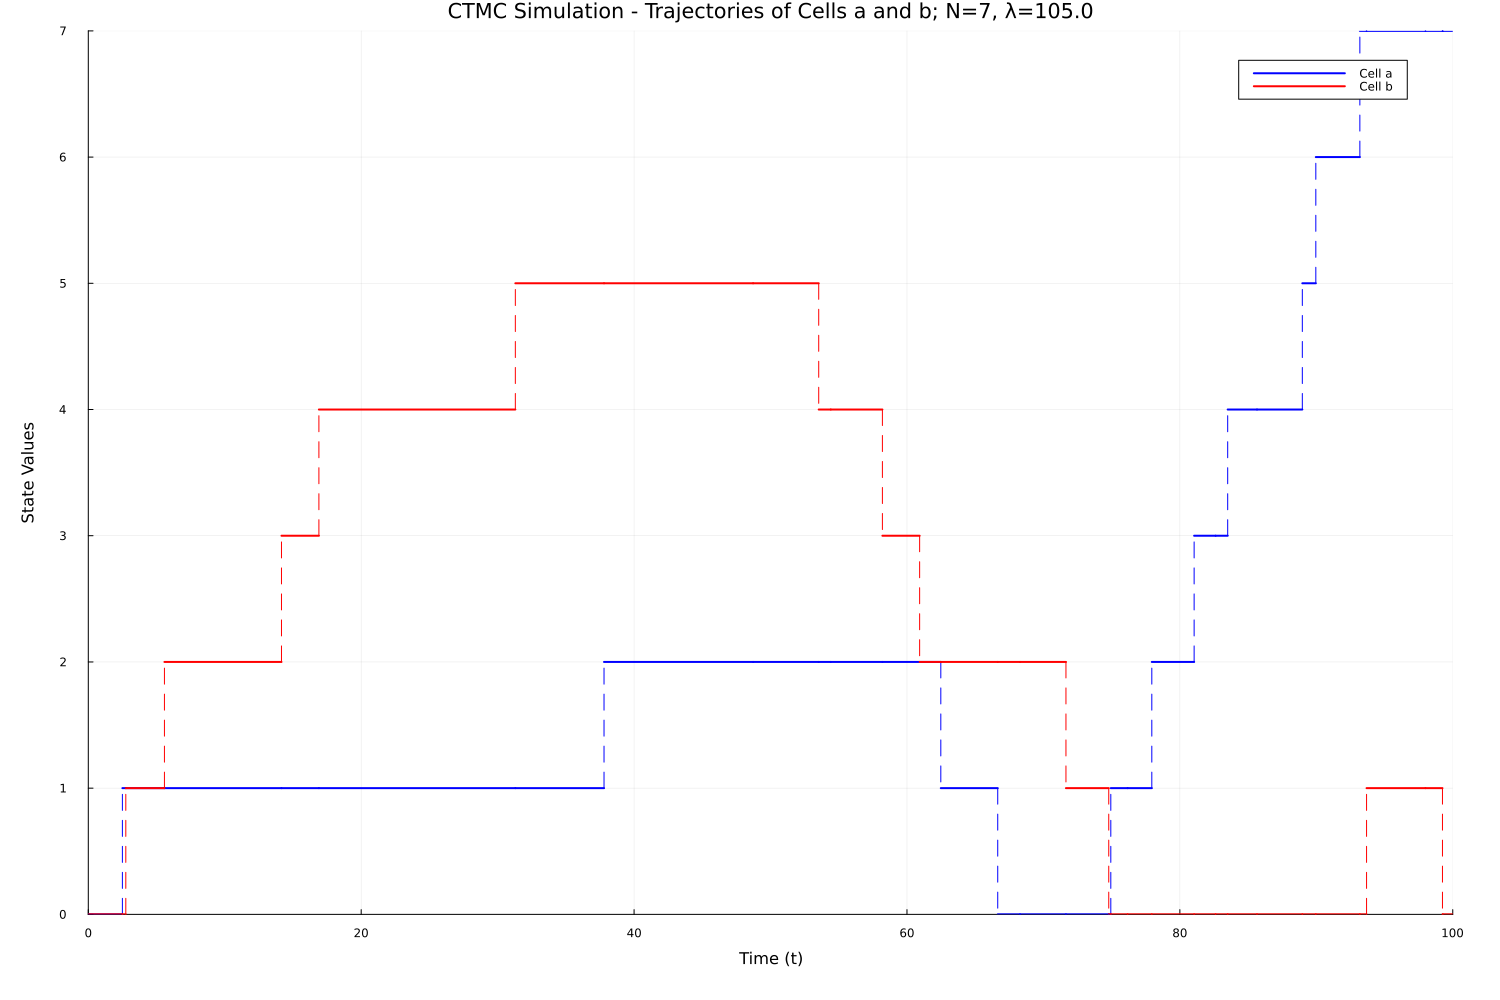 CTMC Simulation - Trajectories of Cells a and b; N=7, λ=105.0
7
Cell a
Cell b
6
5
4
State Values
3
2
1
0
0 20 40 60 80 100
Time (t)